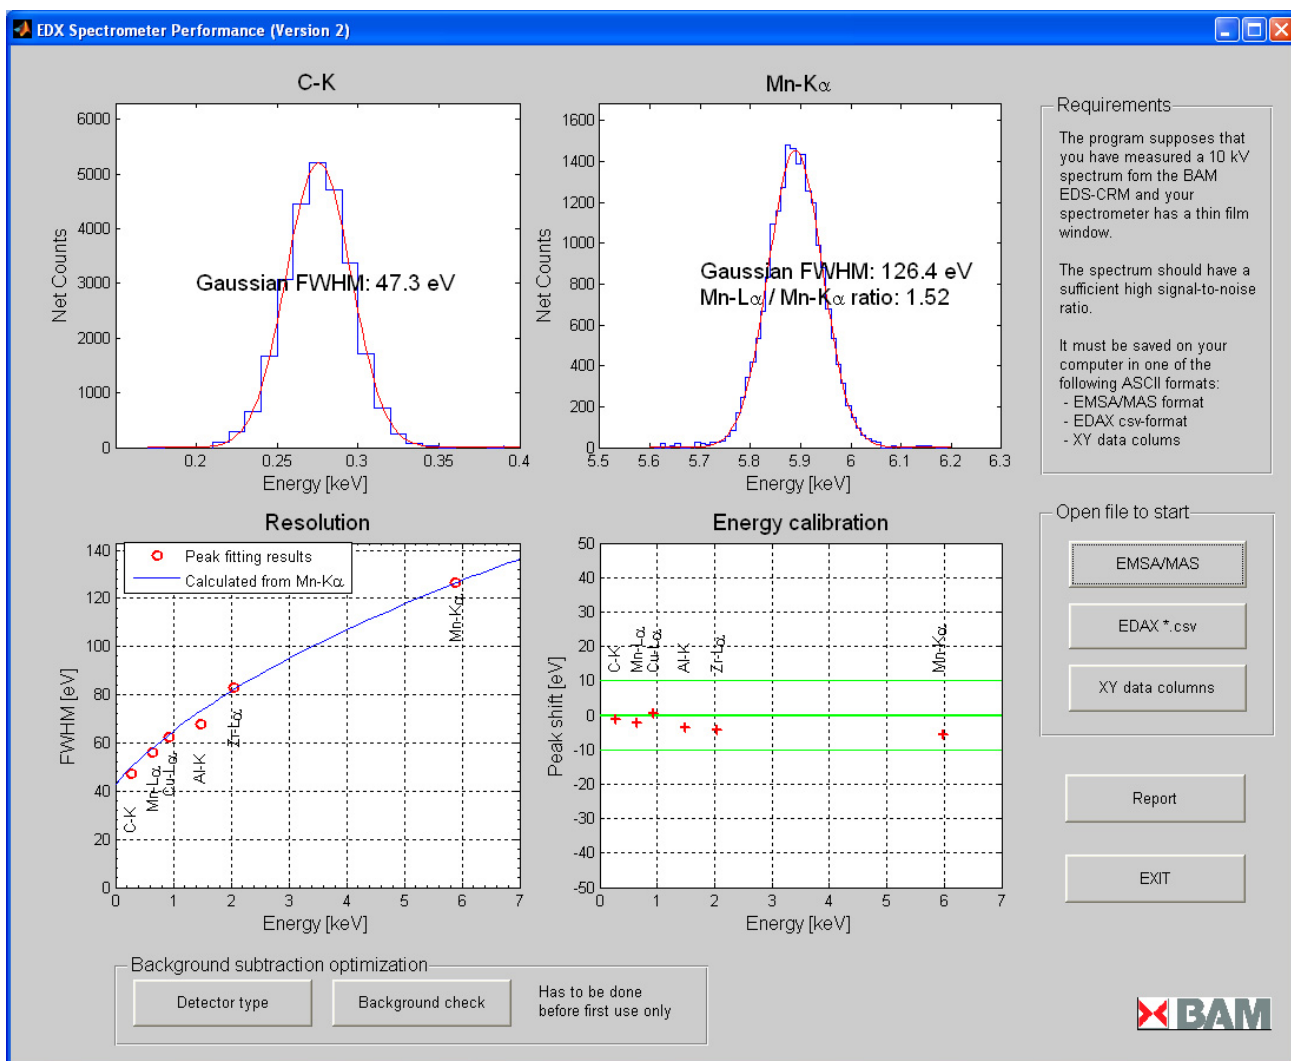 EDX Spectrometer Performance (Version 2)
C-K
6000
5000
4000
3000
2000
1000
0
Net Counts
Gaussian FWHM: 47.3 eV
0.2
0.25
0.3
0.35
0.4
Energy [keV]
Mn-Kα
1600
1400
1200
1000
800
600
400
200
0
Net Counts
Gaussian FWHM: 126.4 eV
Mn-Lα / Mn-Kα ratio: 1.52
5.5
5.6
5.7
5.8
5.9
6
6.1
6.2
6.3
Energy [keV]
Requirements
The program supposes that
you have measured a 10 kV
spectrum fom the BAM
EDS-CRM and your
spectrometer has a thin film
window.
The spectrum should have a
sufficient high signal-to-noise
ratio.
It must be saved on your
computer in one of the
following ASCII formats:
- EMSA/MAS format
- EDAX csv-format
- XY data colums
Resolution
Peak fitting results
Calculated from Mn-Kα
140
120
100
80
60
40
20
0
FWHM [eV]
C-K
Mn-Lα
Cu-Lα
Al-K
Zr-Lα
Mn-Kα
0
1
2
3
4
5
6
7
Energy [keV]
Energy calibration
50
40
30
20
10
0
-10
-20
-30
-40
-50
Peak shift [eV]
C-K
Mn-Lα
Cu-Lα
Al-K
Zr-Lα
Mn-Kα
0
1
2
3
4
5
6
7
Energy [keV]
Open file to start
EMSA/MAS
EDAX *.csv
XY data columns
Report
EXIT
Background subtraction optimization
Detector type
Background check
Has to be done
before first use only
BAM